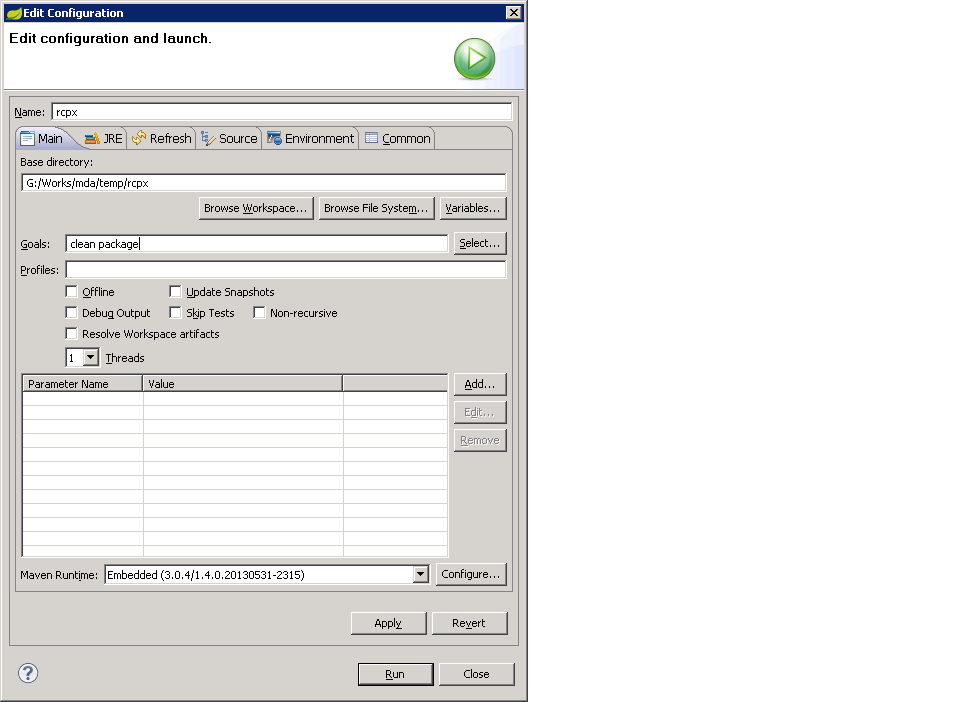 Edit Configuration
Edit configuration and launch.
Name: rcpx
Main JRE Refresh Source Environment Common
Base directory:
G:/Works/mda/temp/rcpx
Browse Workspace... Browse File System... Variables...
Goals: clean package Select...
Profiles:
Offline Update Snapshots
Debug Output Skip Tests Non-recursive
Resolve Workspace artifacts
1 Threads
Parameter Name Value Add...
Edit...
Remove
Maven Runtime: Embedded (3.0.4/1.4.0.20130531-2315) Configure...
Apply Revert
? Run Close